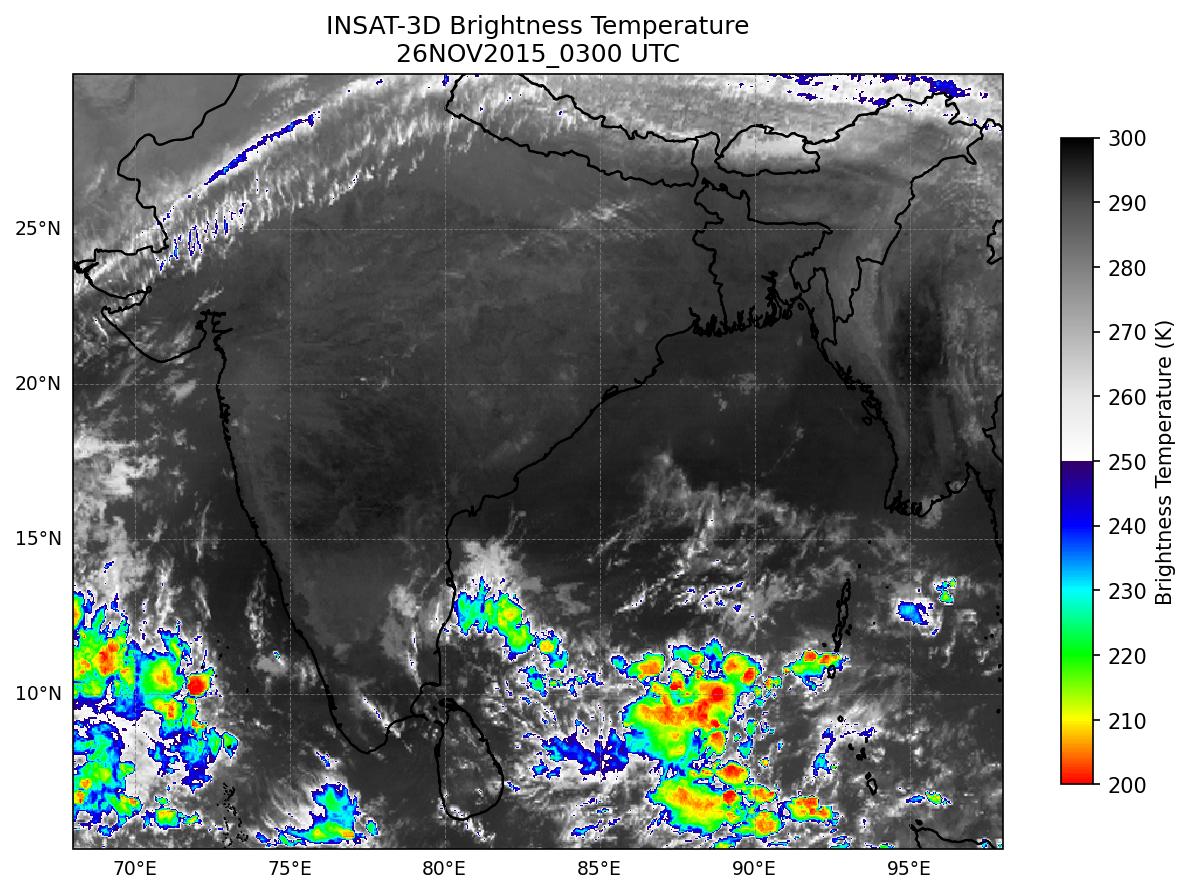 INSAT-3D Brightness Temperature
26NOV2015_0300 UTC
25°N
20°N
15°N
10°N
70°E
75°E
80°E
85°E
90°E
95°E
300
290
280
270
260
250
240
230
220
210
200
Brightness Temperature (K)